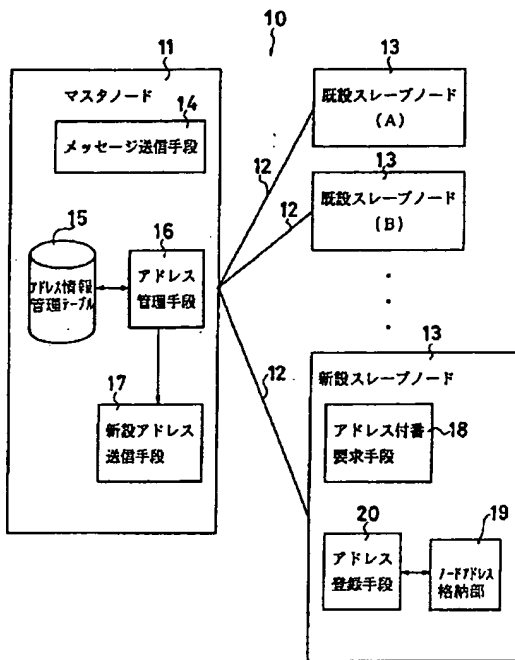 10
11
マスタノード
14
メッセージ送信手段
15
アドレス情報
管理テーブル
16
アドレス
管理手段
17
新設アドレス
送信手段
12
12
12
13
既設スレーブノード
(A)
13
既設スレーブノード
(B)
13
新設スレーブノード
アドレス付番
要求手段
18
20
アドレス
登録手段
19
ノードアドレス
格納部